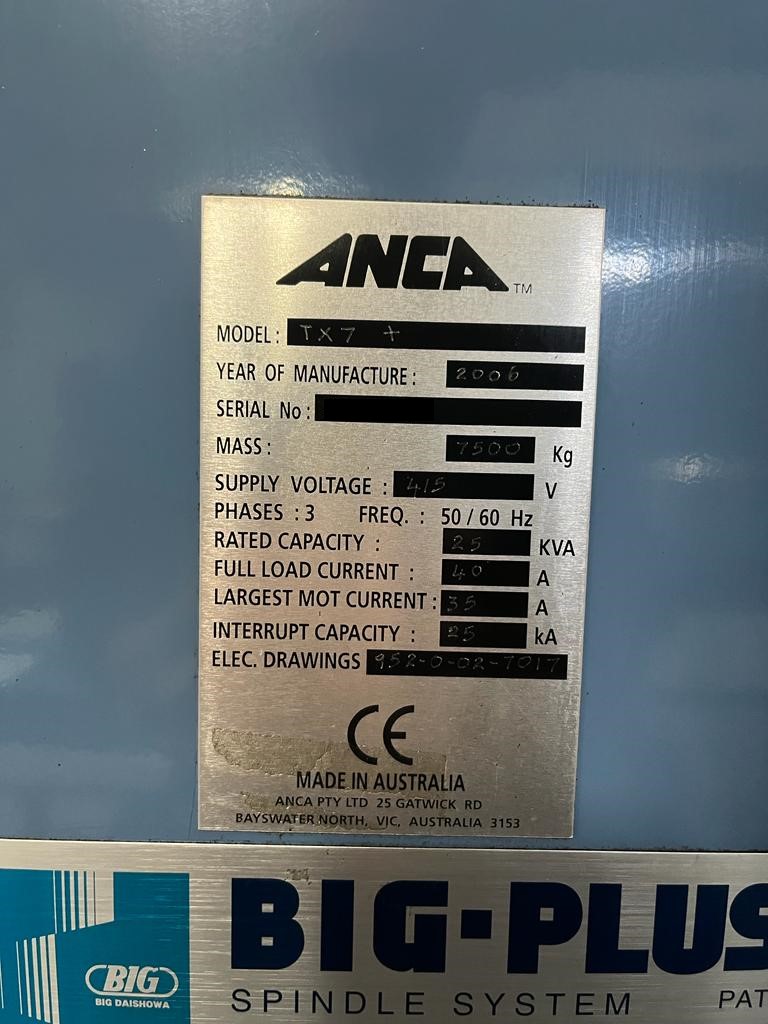 ANCA TM
MODEL: TX7 +
YEAR OF MANUFACTURE: 2006
SERIAL No:
MASS: 7500 Kg
SUPPLY VOLTAGE : 415 V
PHASES : 3 FREQ. : 50 / 60 Hz
RATED CAPACITY : 25 KVA
FULL LOAD CURRENT : 40 A
LARGEST MOT CURRENT : 35 A
INTERRUPT CAPACITY : 25 kA
ELEC. DRAWINGS 952-0-02-7017
CE
MADE IN AUSTRALIA
ANCA PTY LTD 25 GATWICK RD
BAYSWATER NORTH, VIC, AUSTRALIA 3153
BIG-PLUS
BIG
BIG DAISHOWA
SPINDLE SYSTEM PAT